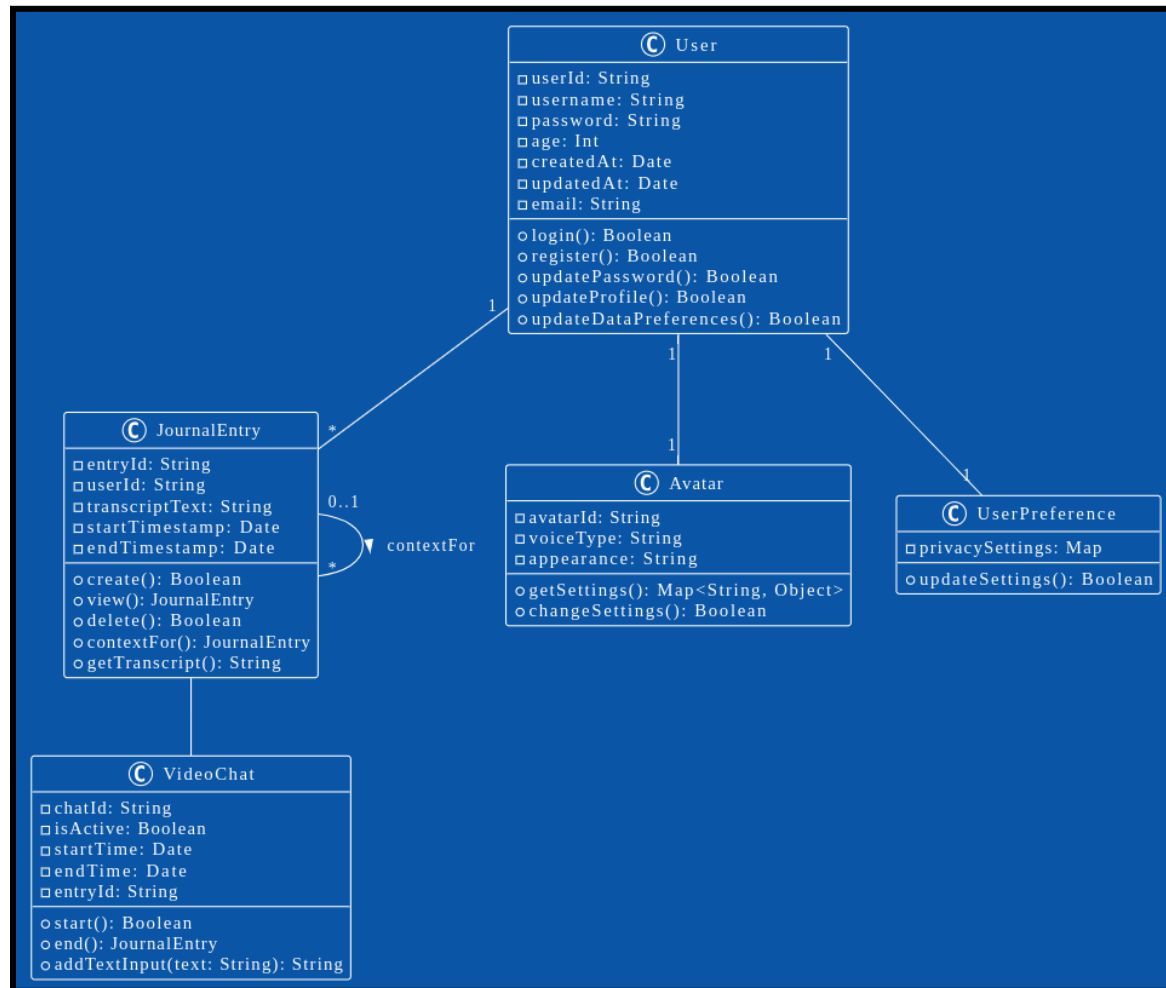 C User
userId: String
username: String
password: String
age: Int
createdAt: Date
updatedAt: Date
email: String
login(): Boolean
register(): Boolean
updatePassword(): Boolean
updateProfile(): Boolean
updateDataPreferences(): Boolean
1
1
1
*
1
1
C JournalEntry
entryId: String
userId: String
transcriptText: String
startTimestamp: Date
endTimestamp: Date
create(): Boolean
view(): JournalEntry
delete(): Boolean
contextFor(): JournalEntry
getTranscript(): String
0..1
contextFor
*
C Avatar
avatarId: String
voiceType: String
appearance: String
getSettings(): Map<String, Object>
changeSettings(): Boolean
C UserPreference
privacySettings: Map
updateSettings(): Boolean
C VideoChat
chatId: String
isActive: Boolean
startTime: Date
endTime: Date
entryId: String
start(): Boolean
end(): JournalEntry
addTextInput(text: String): String